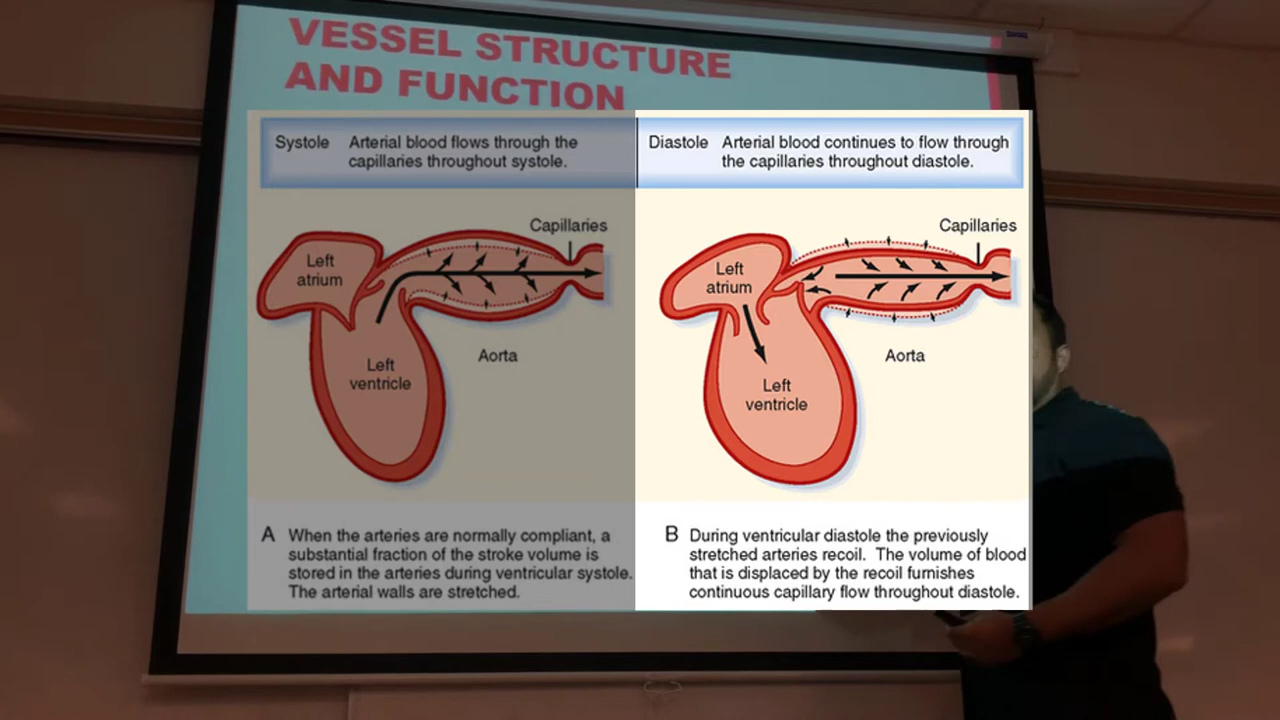 VESSEL STRUCTURE
AND FUNCTION
Systole Arterial blood flows through the
capillaries throughout systole.
Capillaries
Left
atrium
Left
ventricle
Aorta
A When the arteries are normally compliant, a
substantial fraction of the stroke volume is
stored in the arteries during ventricular systole.
The arterial walls are stretched.
Diastole Arterial blood continues to flow through
the capillaries throughout diastole.
Capillaries
Left
atrium
Left
ventricle
Aorta
B During ventricular diastole the previously
stretched arteries recoil. The volume of blood
that is displaced by the recoil furnishes
continuous capillary flow throughout diastole.